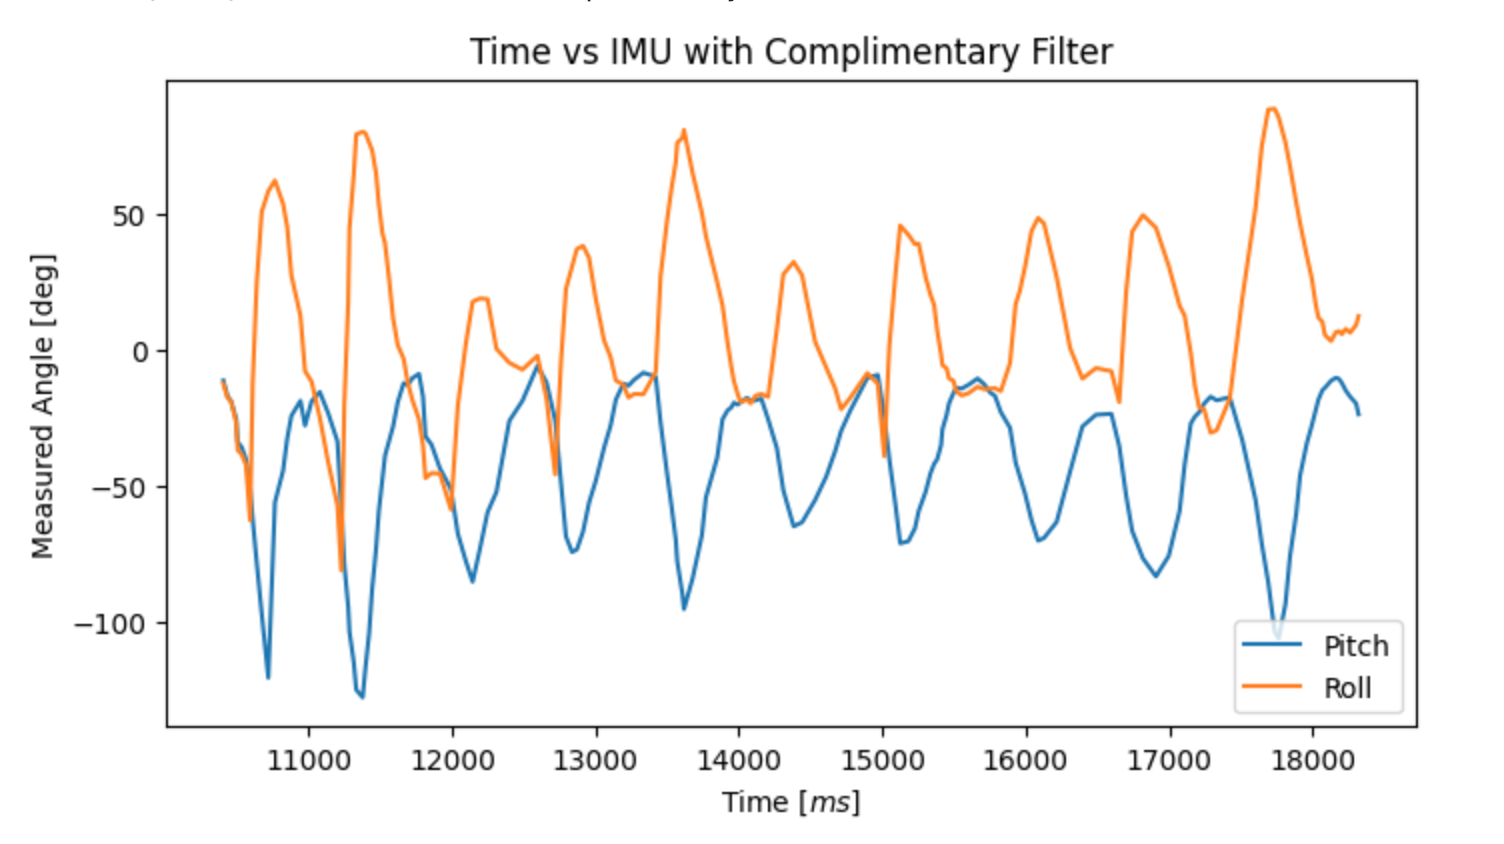 Time vs IMU with Complimentary Filter
Measured Angle [deg]
50
0
−50
−100
11000 12000 13000 14000 15000 16000 17000 18000
Time [ms]
Pitch
Roll